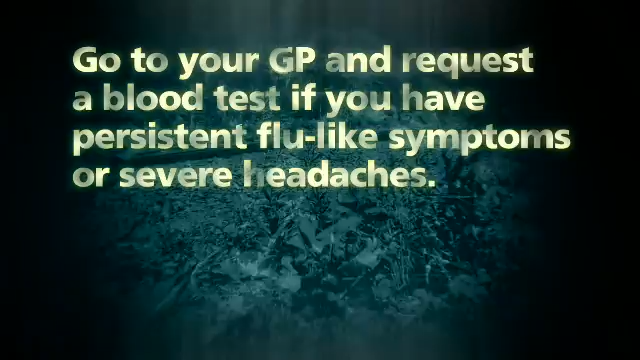 Go to your GP and request
a blood test if you have
persistent flu-like symptoms
or severe headaches.